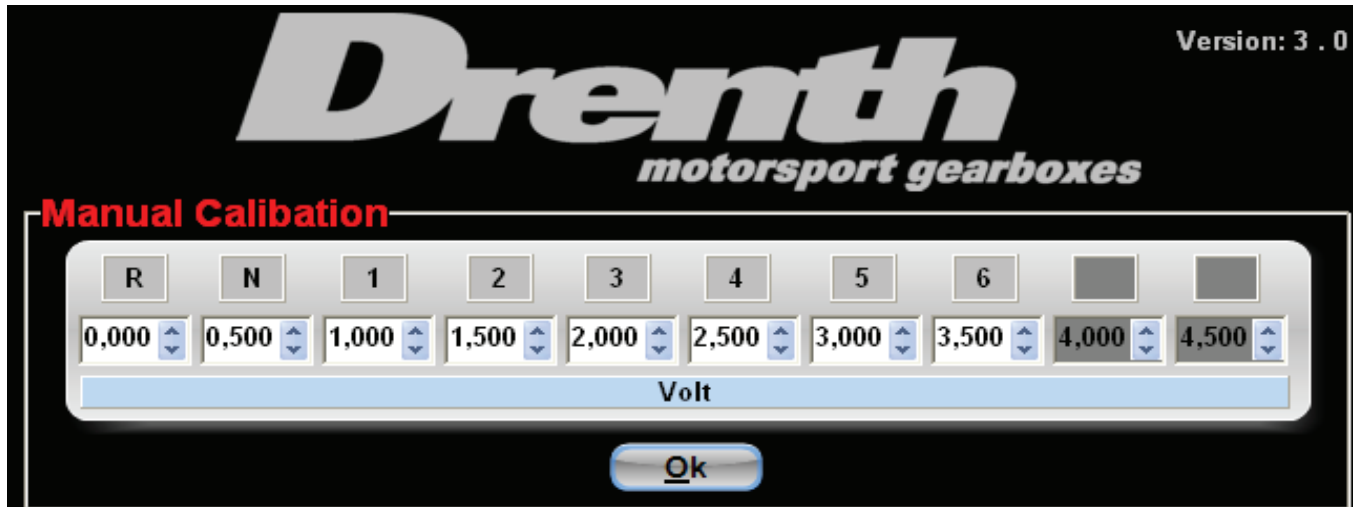 Drenth
Version: 3 . 0
motorsport gearboxes
Manual Calibation
R N 1 2 3 4 5 6
0,000 0,500 1,000 1,500 2,000 2,500 3,000 3,500 4,000 4,500
Volt
Ok